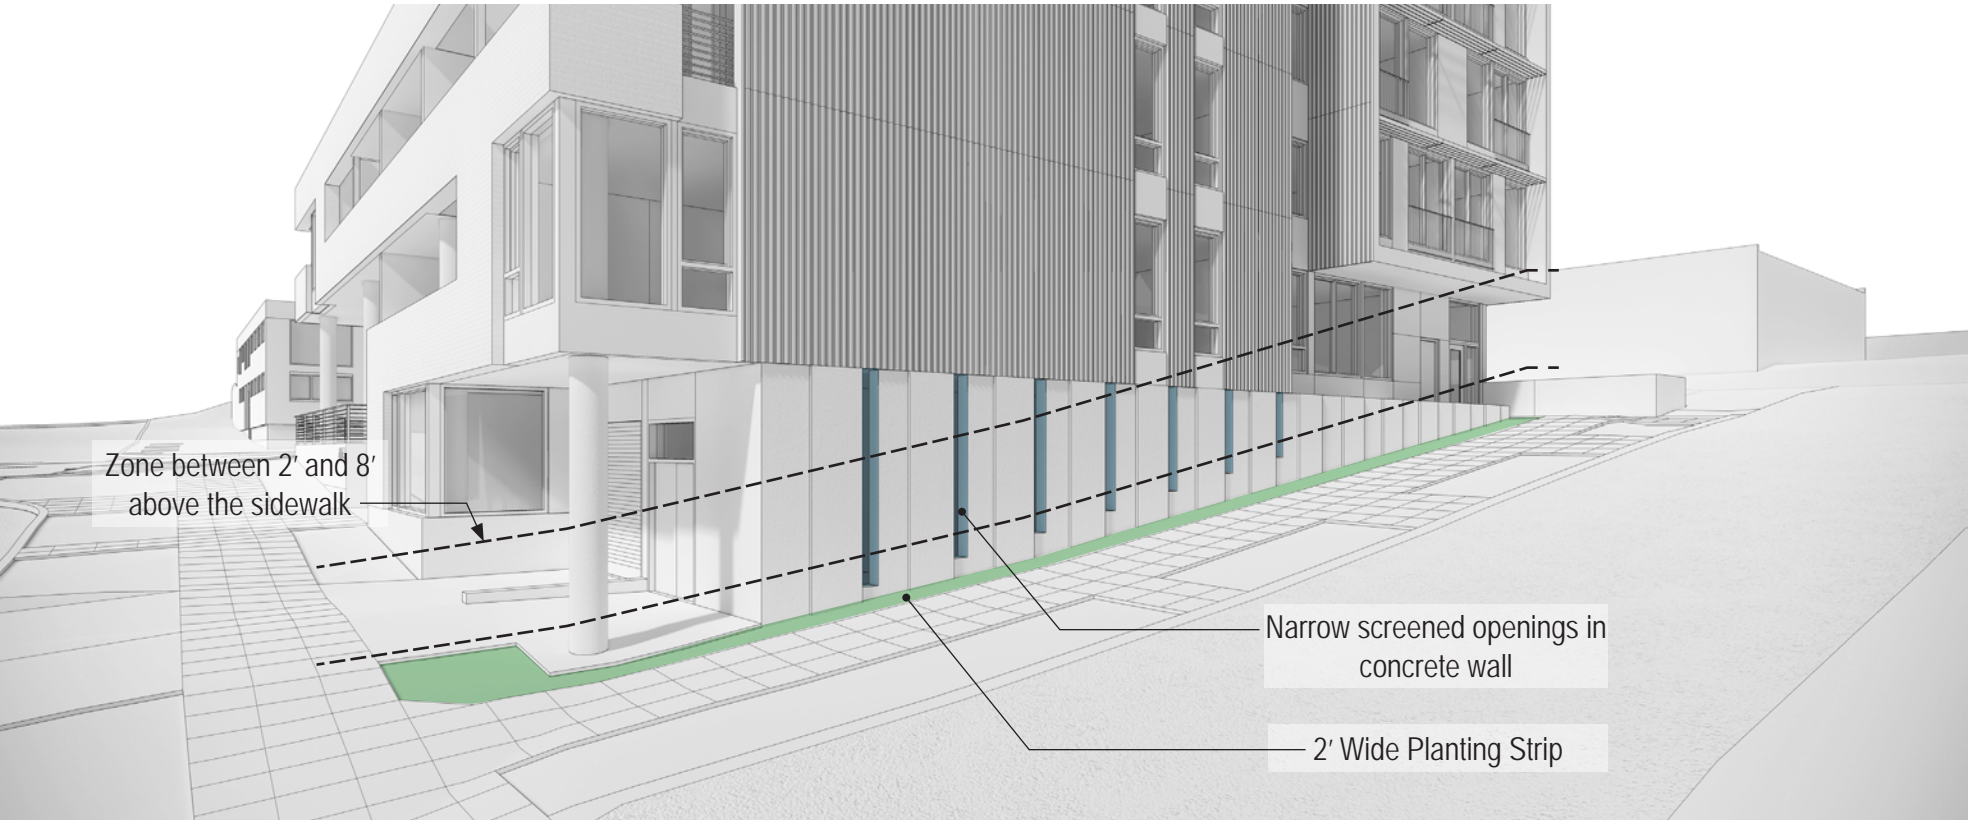 Zone between 2′ and 8′
above the sidewalk
Narrow screened openings in
concrete wall
2′ Wide Planting Strip